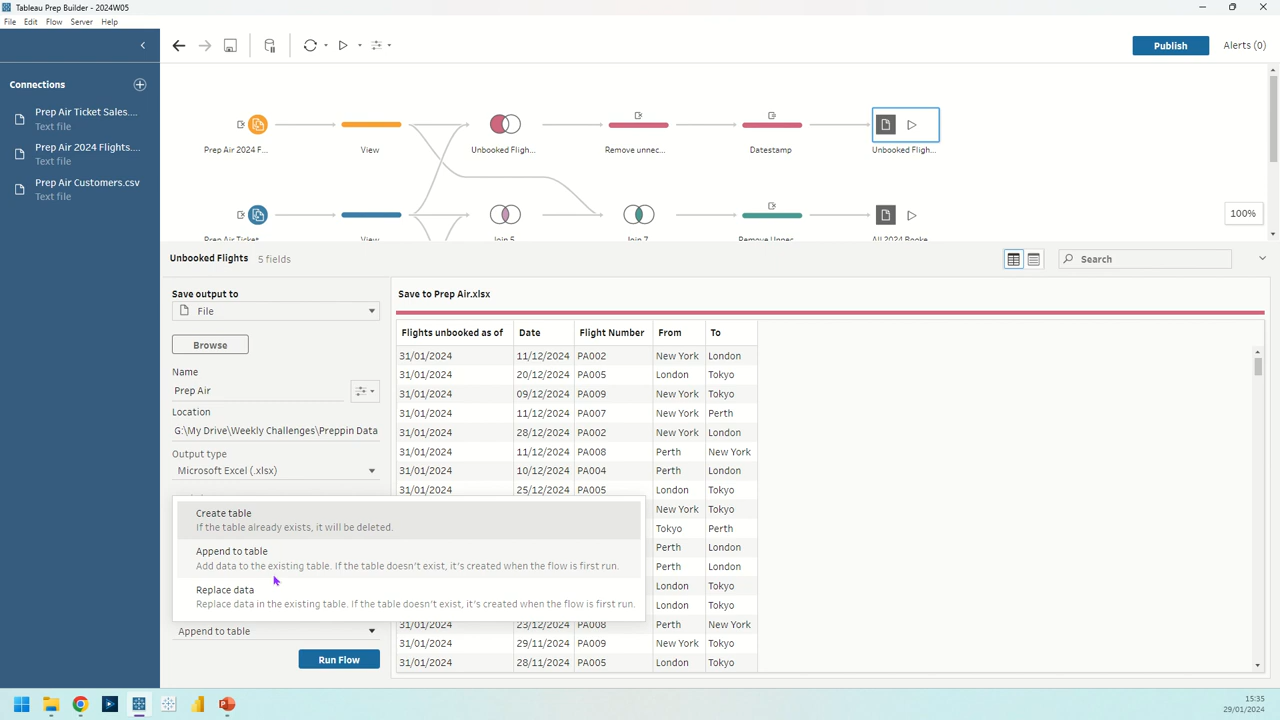 Tableau Prep Builder - 2024W05
File Edit Flow Server Help
Publish
Alerts (0)
Connections
Prep Air Ticket Sales....
Text file
Prep Air 2024 Flights....
Text file
Prep Air Customers.csv
Text file
Prep Air 2024 F...
View
Unbooked Fligh...
Remove unnec...
Datestamp
Unbooked Fligh...
100%
Prep Air Ticket
View
Join 5
Join 7
Remove Unnec
All 2024 Booke
Unbooked Flights 5 fields
Search
Save output to
File
Browse
Name
Prep Air
Location
G:\My Drive\Weekly Challenges\Preppin Data
Output type
Microsoft Excel (.xlsx)
Create table
If the table already exists, it will be deleted.
Append to table
Add data to the existing table. If the table doesn't exist, it's created when the flow is first run.
Replace data
Replace data in the existing table. If the table doesn't exist, it's created when the flow is first run.
Append to table
Run Flow
Save to Prep Air.xlsx
Flights unbooked as of Date Flight Number From To
31/01/2024 11/12/2024 PA002 New York London
31/01/2024 20/12/2024 PA005 London Tokyo
31/01/2024 09/12/2024 PA009 New York Tokyo
31/01/2024 11/12/2024 PA007 New York Perth
31/01/2024 28/12/2024 PA002 New York London
31/01/2024 11/12/2024 PA008 Perth New York
31/01/2024 10/12/2024 PA004 Perth London
31/01/2024 25/12/2024 PA005 London Tokyo
New York Tokyo
Tokyo Perth
Perth London
Perth London
London Tokyo
London Tokyo
31/01/2024 23/12/2024 PA008 Perth New York
31/01/2024 29/11/2024 PA009 New York Tokyo
31/01/2024 28/11/2024 PA005 London Tokyo
15:35
29/01/2024